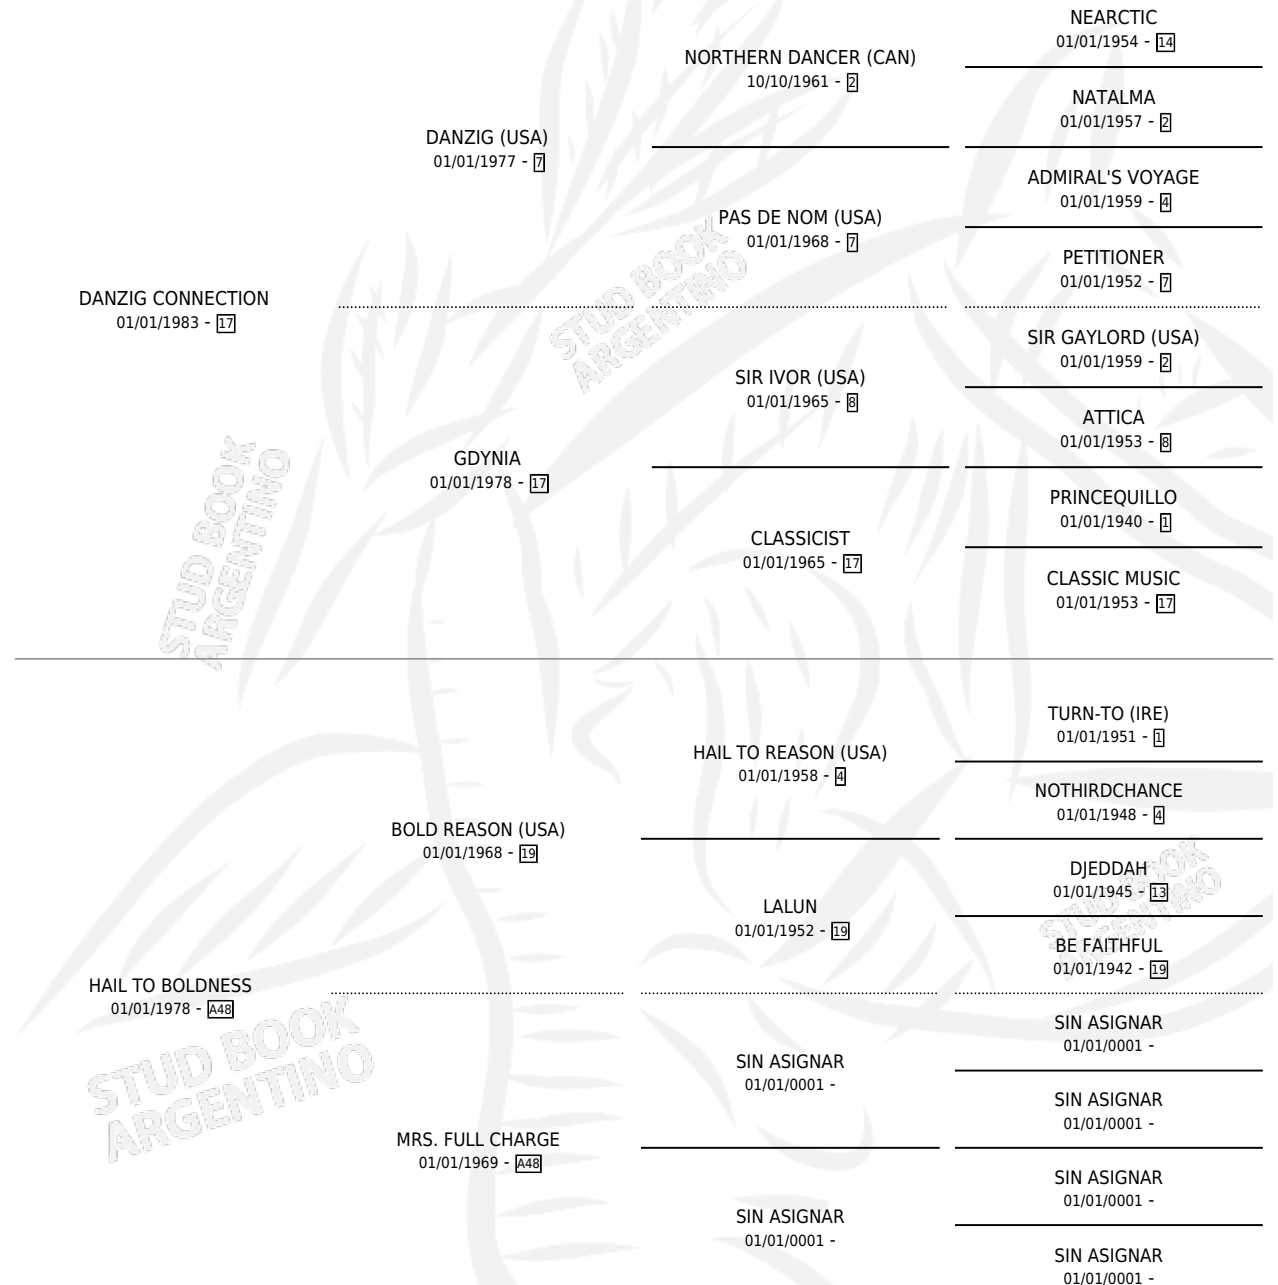 NEARCTIC
01/01/1954 - 14
NORTHERN DANCER (CAN)
10/10/1961 - 2
NATALMA
01/01/1957 - 2
DANZIG (USA)
01/01/1977 - 7
ADMIRAL'S VOYAGE
01/01/1959 - 4
PAS DE NOM (USA)
01/01/1968 - 7
PETITIONER
01/01/1952 - 7
DANZIG CONNECTION
01/01/1983 - 17
STUD BOOK
ARGENTINO
SIR GAYLORD (USA)
01/01/1959 - 2
SIR IVOR (USA)
01/01/1965 - 8
ATTICA
01/01/1953 - 8
GDYNIA
01/01/1978 - 17
PRINCEQUILLO
01/01/1940 - 1
CLASSICIST
01/01/1965 - 17
CLASSIC MUSIC
01/01/1953 - 17
STUD BOOK
ARGENTINO
TURN-TO (IRE)
01/01/1951 - 1
HAIL TO REASON (USA)
01/01/1958 - 4
NOTHIRDCHANCE
01/01/1948 - 4
BOLD REASON (USA)
01/01/1968 - 19
DJEDDAH
01/01/1945 - 13
LALUN
01/01/1952 - 19
STUD BOOK
ARGENTINO
BE FAITHFUL
01/01/1942 - 19
HAIL TO BOLDNESS
01/01/1978 - A48
STUD BOOK
ARGENTINO
SIN ASIGNAR
01/01/0001 -
SIN ASIGNAR
01/01/0001 -
SIN ASIGNAR
01/01/0001 -
MRS. FULL CHARGE
01/01/1969 - A48
SIN ASIGNAR
01/01/0001 -
SIN ASIGNAR
01/01/0001 -
SIN ASIGNAR
01/01/0001 -